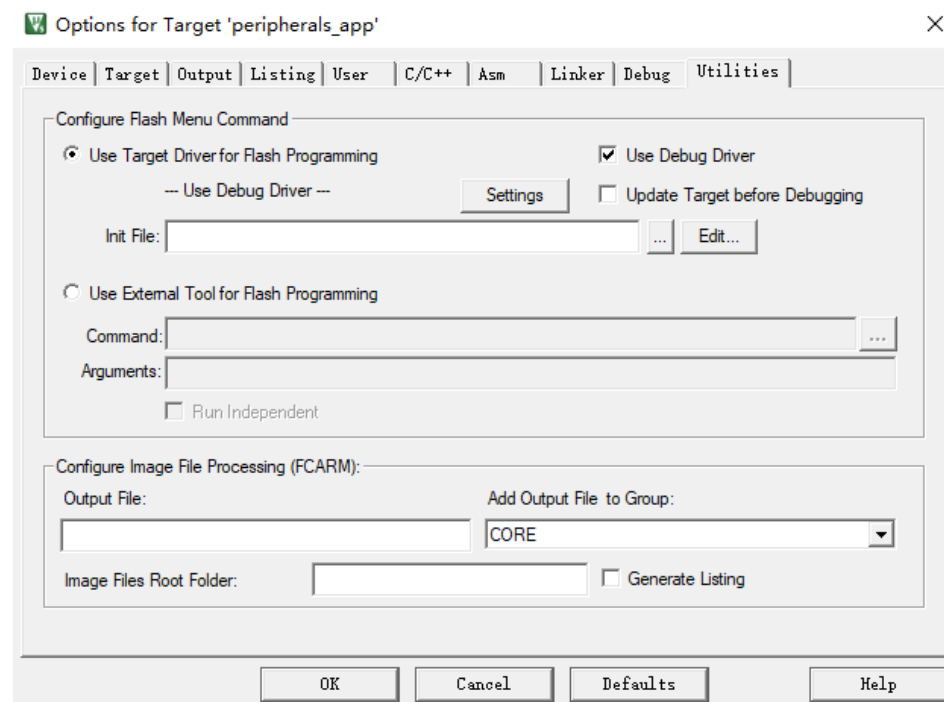 Options for Target 'peripherals_app'
Device Target Output Listing User C/C++ Asm Linker Debug Utilities
Configure Flash Menu Command
Use Target Driver for Flash Programming Use Debug Driver
--- Use Debug Driver --- Settings Update Target before Debugging
Init File: ... Edit...
Use External Tool for Flash Programming
Command: ...
Arguments:
Run Independent
Configure Image File Processing (FCARM):
Output File: Add Output File to Group:
CORE
Image Files Root Folder: Generate Listing
OK Cancel Defaults Help